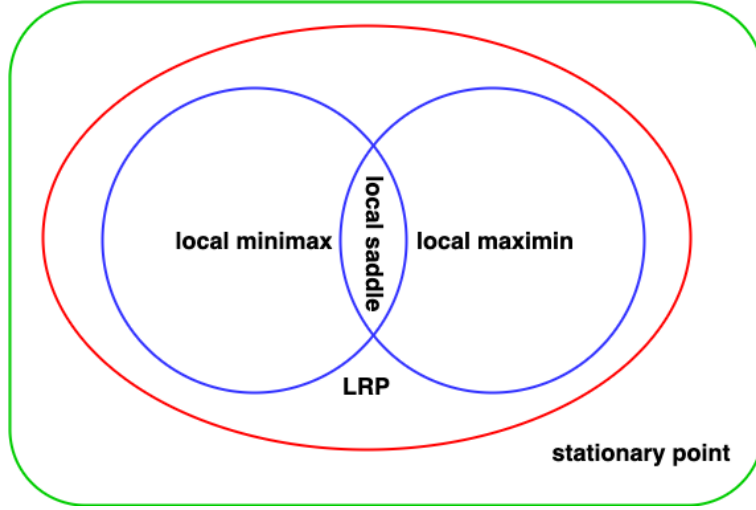 local minimax
local saddle
local maximin
LRP
stationary point